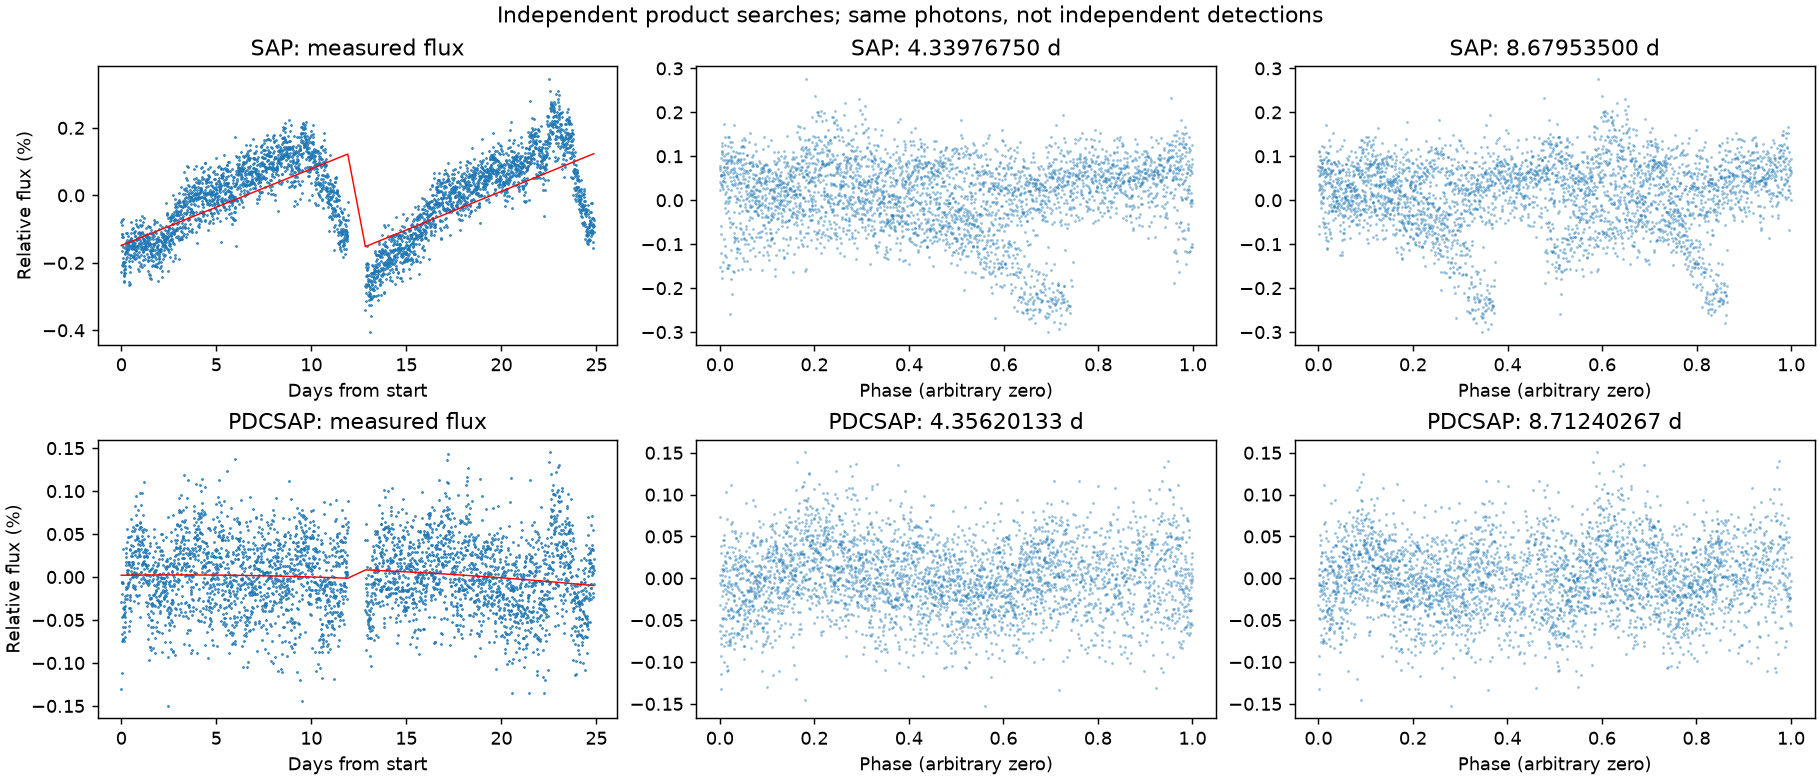 Independent product searches; same photons, not independent detections
SAP: measured flux
SAP: 4.33976750 d
SAP: 8.67953500 d
Relative flux (%)
0.2
0.0
−0.2
−0.4
0 5 10 15 20 25
Days from start
0.3
0.2
0.1
0.0
−0.1
−0.2
−0.3
0.0 0.2 0.4 0.6 0.8 1.0
Phase (arbitrary zero)
0.3
0.2
0.1
0.0
−0.1
−0.2
−0.3
0.0 0.2 0.4 0.6 0.8 1.0
Phase (arbitrary zero)
PDCSAP: measured flux
PDCSAP: 4.35620133 d
PDCSAP: 8.71240267 d
Relative flux (%)
0.15
0.10
0.05
0.00
−0.05
−0.10
−0.15
0 5 10 15 20 25
Days from start
0.15
0.10
0.05
0.00
−0.05
−0.10
−0.15
0.0 0.2 0.4 0.6 0.8 1.0
Phase (arbitrary zero)
0.15
0.10
0.05
0.00
−0.05
−0.10
−0.15
0.0 0.2 0.4 0.6 0.8 1.0
Phase (arbitrary zero)